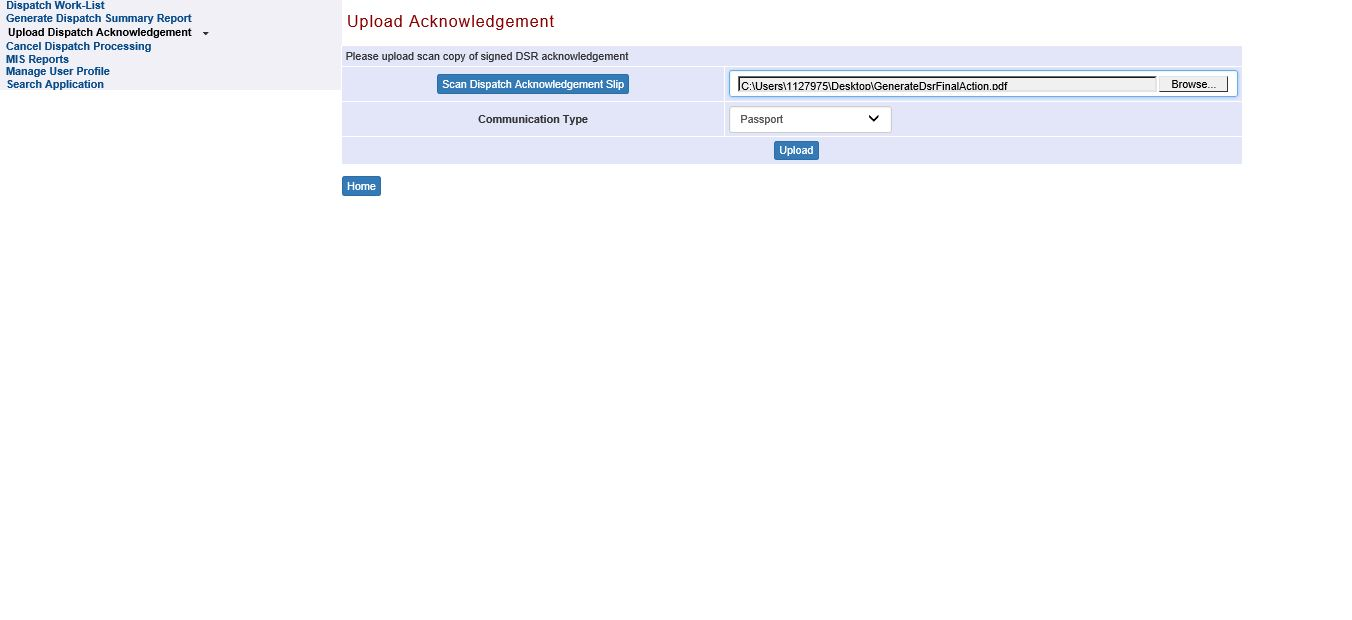 Dispatch Work-List
Generate Dispatch Summary Report
Upload Dispatch Acknowledgement
Cancel Dispatch Processing
MIS Reports
Manage User Profile
Search Application
Upload Acknowledgement
Please upload scan copy of signed DSR acknowledgement
Scan Dispatch Acknowledgement Slip
C:\Users\1127975\Desktop\GenerateDsrFinalAction.pdf
Browse...
Communication Type
Passport
Upload
Home